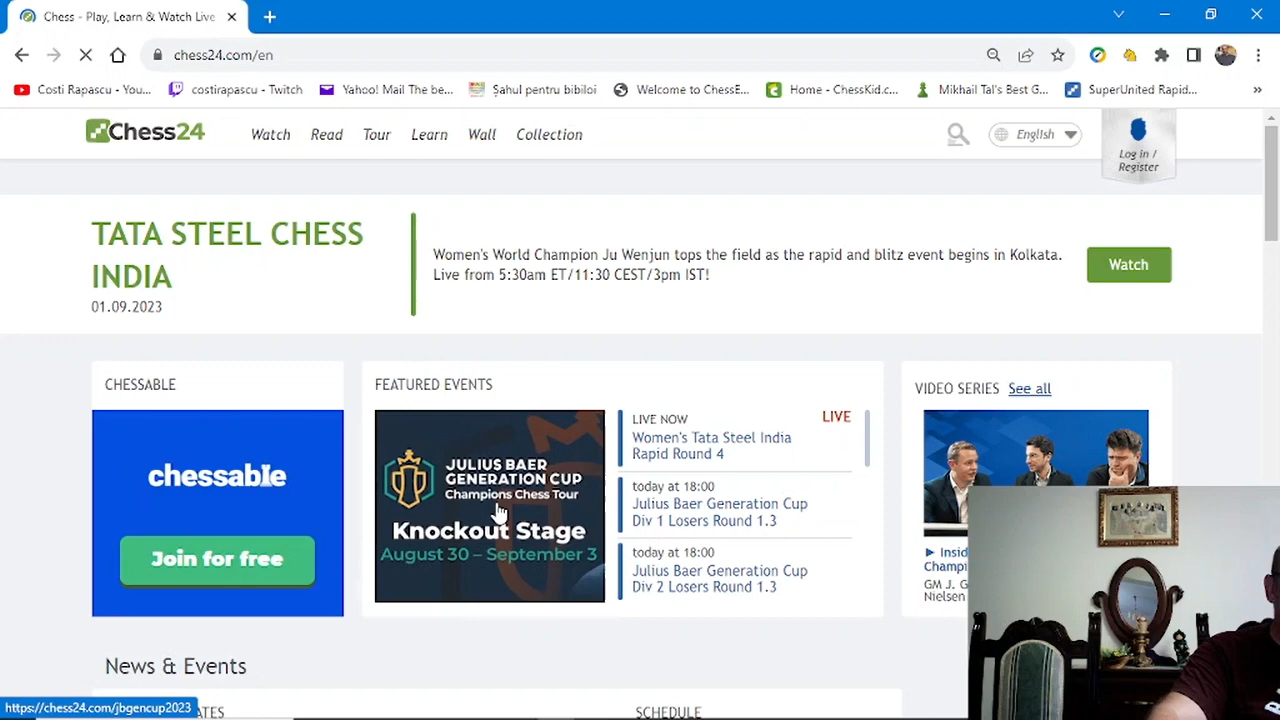 Chess - Play, Learn & Watch Live
chess24.com/en
Costi Rapascu - You...
costirapascu - Twitch
Yahoo! Mail The be...
Șahul pentru bibiloi
Welcome to ChessE...
Home - ChessKid.c...
Mikhail Tal's Best G...
SuperUnited Rapid...
»
Chess24
Watch
Read
Tour
Learn
Wall
Collection
English
Log in /
Register
TATA STEEL CHESS
INDIA
01.09.2023
Women's World Champion Ju Wenjun tops the field as the rapid and blitz event begins in Kolkata.
Live from 5:30am ET/11:30 CEST/3pm IST!
Watch
CHESSABLE
chessable
Join for free
FEATURED EVENTS
JULIUS BAER
GENERATION CUP
Champions Chess Tour
Knockout Stage
August 30 – September 3
LIVE NOW
LIVE
Women's Tata Steel India
Rapid Round 4
today at 18:00
Julius Baer Generation Cup
Div 1 Losers Round 1.3
today at 18:00
Julius Baer Generation Cup
Div 2 Losers Round 1.3
VIDEO SERIES See all
Insid
Champi
GM J. G
Nielsen
News & Events
ATES
SCHEDULE
https://chess24.com/jbgencup2023